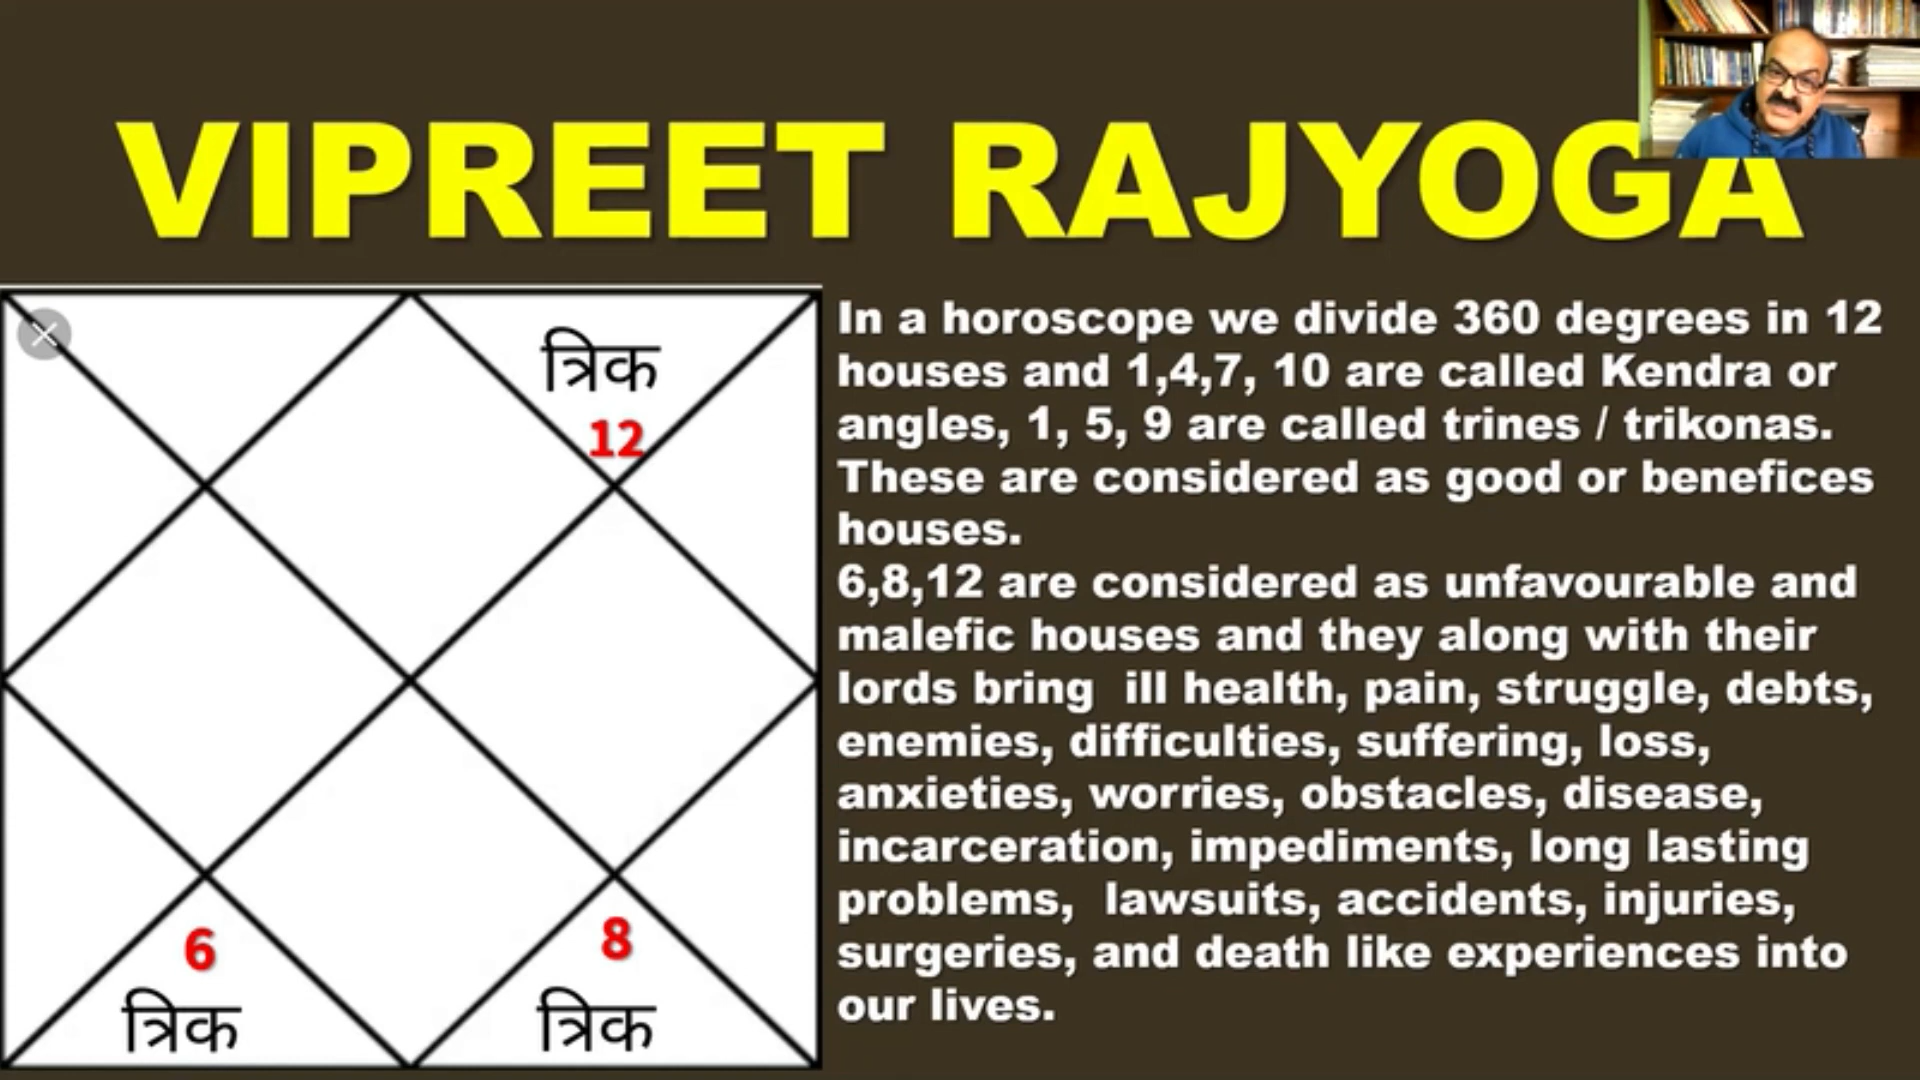 VIPREET RAJYOGA
त्रिक
12
6
त्रिक
8
त्रिक
In a horoscope we divide 360 degrees in 12
houses and 1,4,7, 10 are called Kendra or
angles, 1, 5, 9 are called trines / trikonas.
These are considered as good or benefices
houses.
6,8,12 are considered as unfavourable and
malefic houses and they along with their
lords bring  ill health, pain, struggle, debts,
enemies, difficulties, suffering, loss,
anxieties, worries, obstacles, disease,
incarceration, impediments, long lasting
problems,  lawsuits, accidents, injuries,
surgeries, and death like experiences into
our lives.